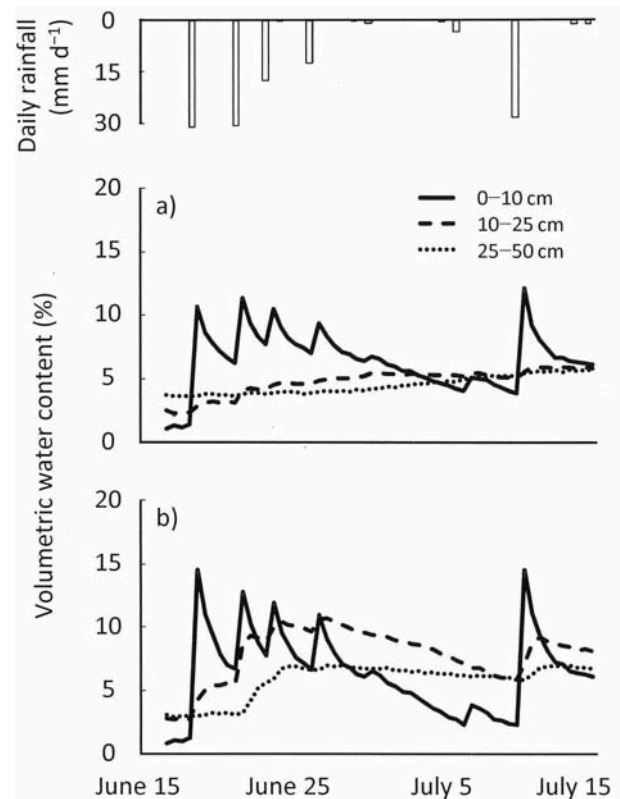 Daily rainfall
(mm d⁻¹)
0
15
30
Volumetric water content (%)
20
15
10
5
0
a)
0–10 cm
10–25 cm
25–50 cm
20
15
10
5
0
b)
June 15
June 25
July 5
July 15